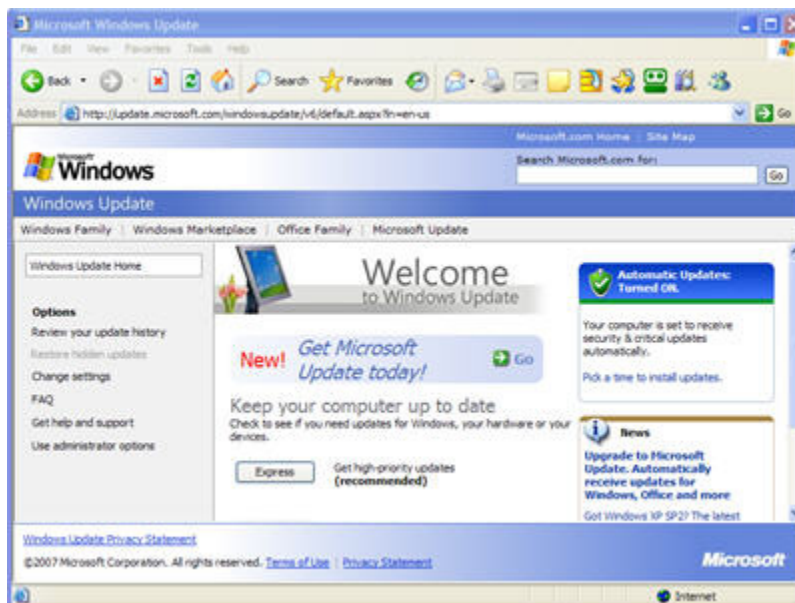 Microsoft Windows Update
File Edit View Favorites Tools Help
Back Search Favorites
Address http://update.microsoft.com/windowsupdate/v6/default.aspx?ln=en-us Go
Microsoft.com Home | Site Map
Microsoft
Windows
Search Microsoft.com for:
Go
Windows Update
Windows Family | Windows Marketplace | Office Family | Microsoft Update
Windows Update Home
Options
Review your update history
Restore hidden updates
Change settings
FAQ
Get help and support
Use administrator options
Welcome
to Windows Update
New! Get Microsoft
Update today!
Go
Keep your computer up to date
Check to see if you need updates for Windows, your hardware or your
devices.
Express
Get high-priority updates
(recommended)
Automatic Updates:
Turned ON.
Your computer is set to receive
security & critical updates
automatically.
Pick a time to install updates.
News
Upgrade to Microsoft
Update. Automatically
receive updates for
Windows, Office and more
Got Windows XP SP2? The latest
Windows Update Privacy Statement
©2007 Microsoft Corporation. All rights reserved. Terms of Use | Privacy Statement
Microsoft
Internet